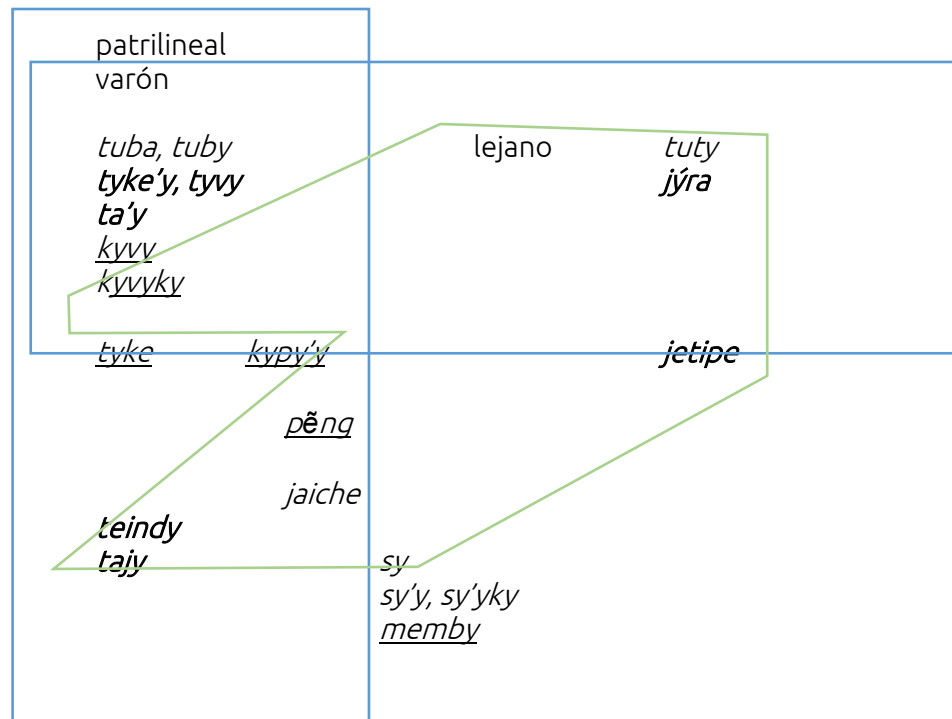 patrilineal
varón
tuba, tuby lejano tuty
tyke’y, tyvy jýra
ta’y
kyvy
kyvyky
tyke kypy’y jetipe
pẽng
jaiche
teindy
tajy sy
sy’y, sy’yky
memby